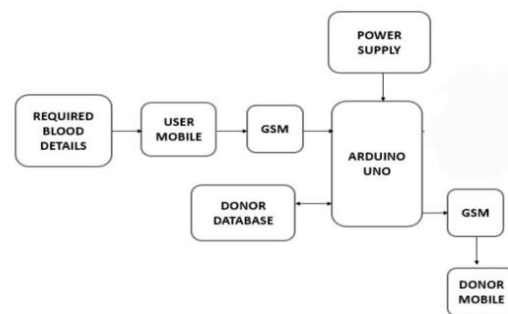 POWER
SUPPLY
REQUIRED
BLOOD
DETAILS
USER
MOBILE
GSM
ARDUINO
UNO
DONOR
DATABASE
GSM
DONOR
MOBILE